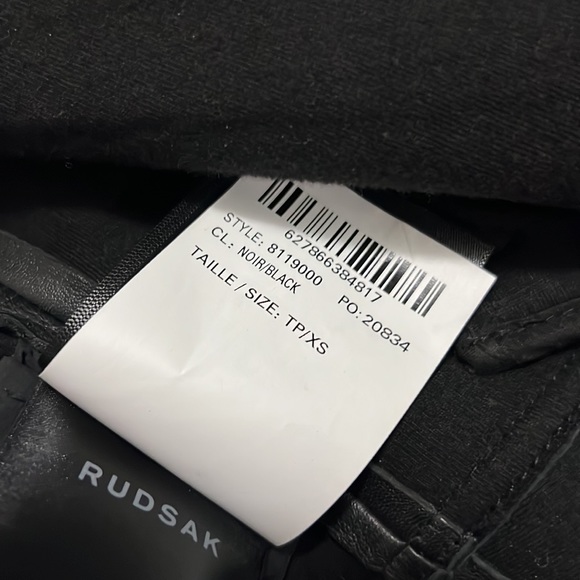 627866384817
STYLE: 8119000 PO: 20834
CL: NOIR/BLACK
TAILLE / SIZE: TP/XS
RUDSAK